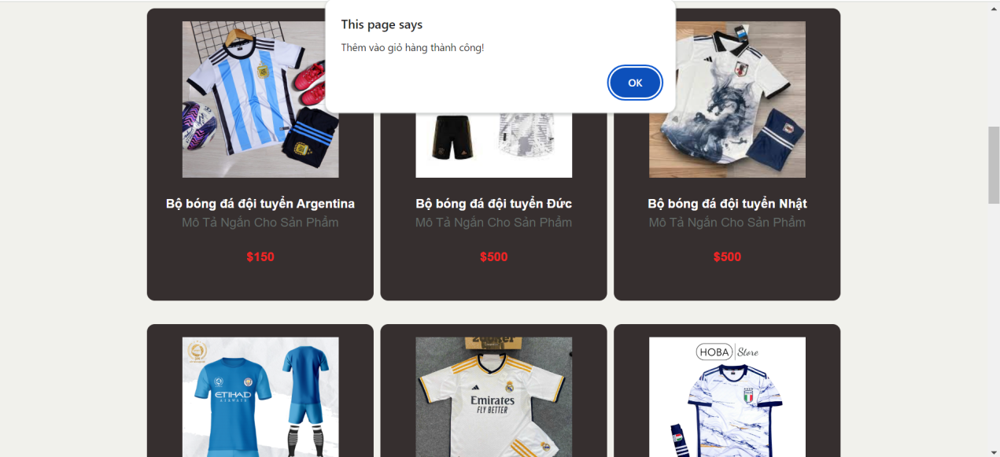 This page says
Thêm vào giỏ hàng thành công!
OK
Bộ bóng đá đội tuyển Argentina
Mô Tả Ngắn Cho Sản Phẩm
$150
Bộ bóng đá đội tuyển Đức
Mô Tả Ngắn Cho Sản Phẩm
$500
Bộ bóng đá đội tuyển Nhật
Mô Tả Ngắn Cho Sản Phẩm
$500
ETIHAD
AIRWAYS
Emirates
FLY BETTER
HOBA Store